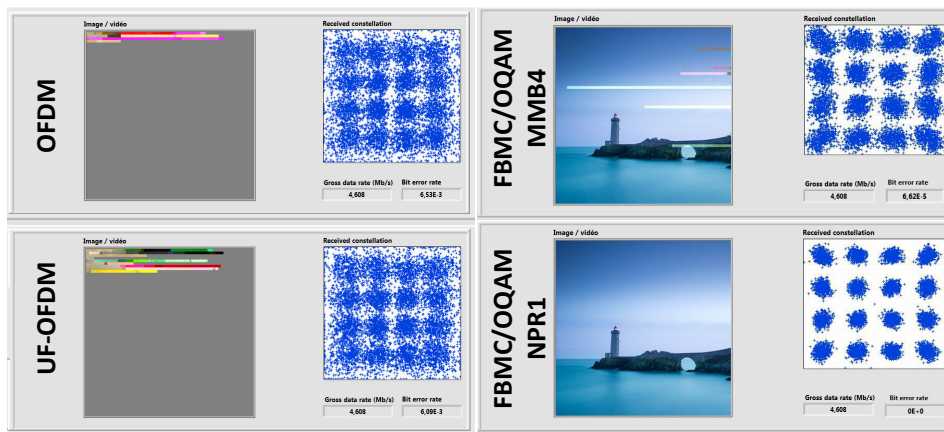 OFDM
Image / vidéo
Received constellation
Gross data rate (Mb/s)
Bit error rate
4,608
6,53E-3
FBMC/OQAM
MMB4
Image / vidéo
Received constellation
Gross data rate (Mb/s)
Bit error rate
4,608
6,62E-5
UF-OFDM
Image / vidéo
Received constellation
Gross data rate (Mb/s)
Bit error rate
4,608
6,09E-3
FBMC/OQAM
NPR1
Image / vidéo
Received constellation
Gross data rate (Mb/s)
Bit error rate
4,608
0E+0